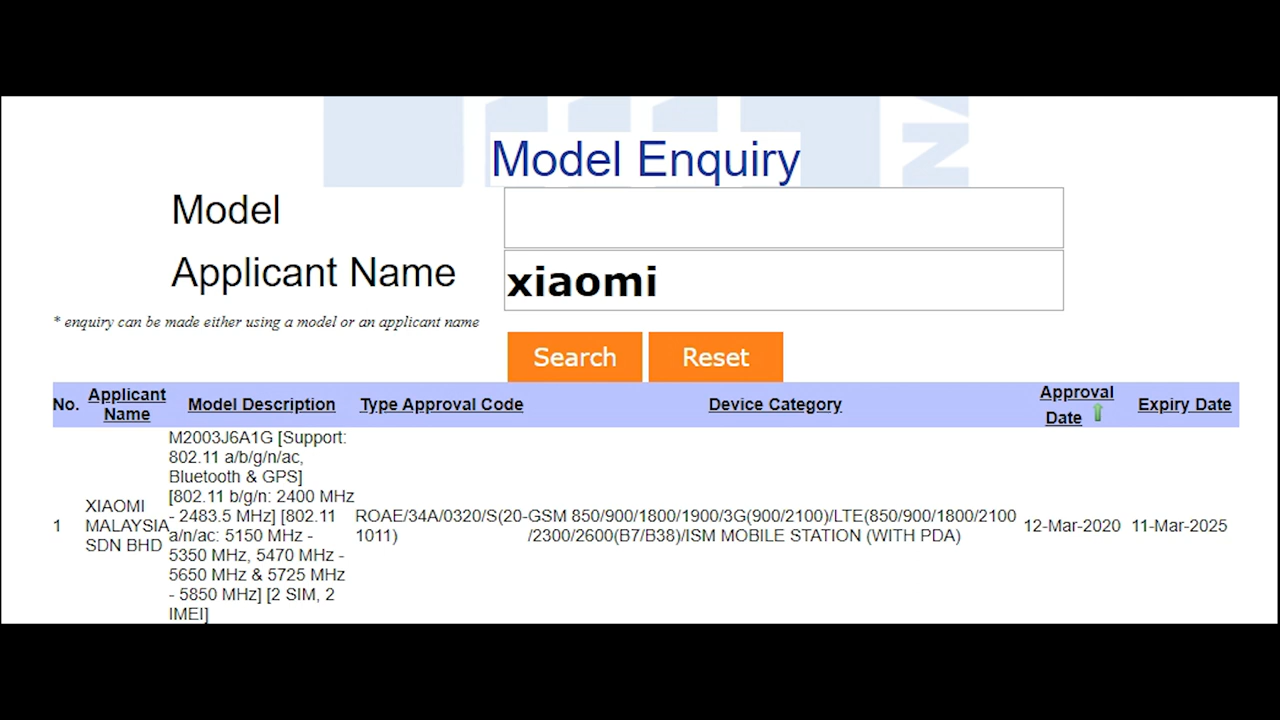 Model Enquiry
Model
Applicant Name
xiaomi
* enquiry can be made either using a model or an applicant name
Search Reset
No. Applicant Name Model Description Type Approval Code Device Category Approval Date Expiry Date
1
XIAOMI
MALAYSIA
SDN BHD
M2003J6A1G [Support:
802.11 a/b/g/n/ac,
Bluetooth & GPS]
[802.11 b/g/n: 2400 MHz
- 2483.5 MHz] [802.11
a/n/ac: 5150 MHz -
5350 MHz, 5470 MHz -
5650 MHz & 5725 MHz
- 5850 MHz] [2 SIM, 2
IMEI]
ROAE/34A/0320/S(20-
1011)
GSM 850/900/1800/1900/3G(900/2100)/LTE(850/900/1800/2100
/2300/2600(B7/B38)/ISM MOBILE STATION (WITH PDA)
12-Mar-2020
11-Mar-2025